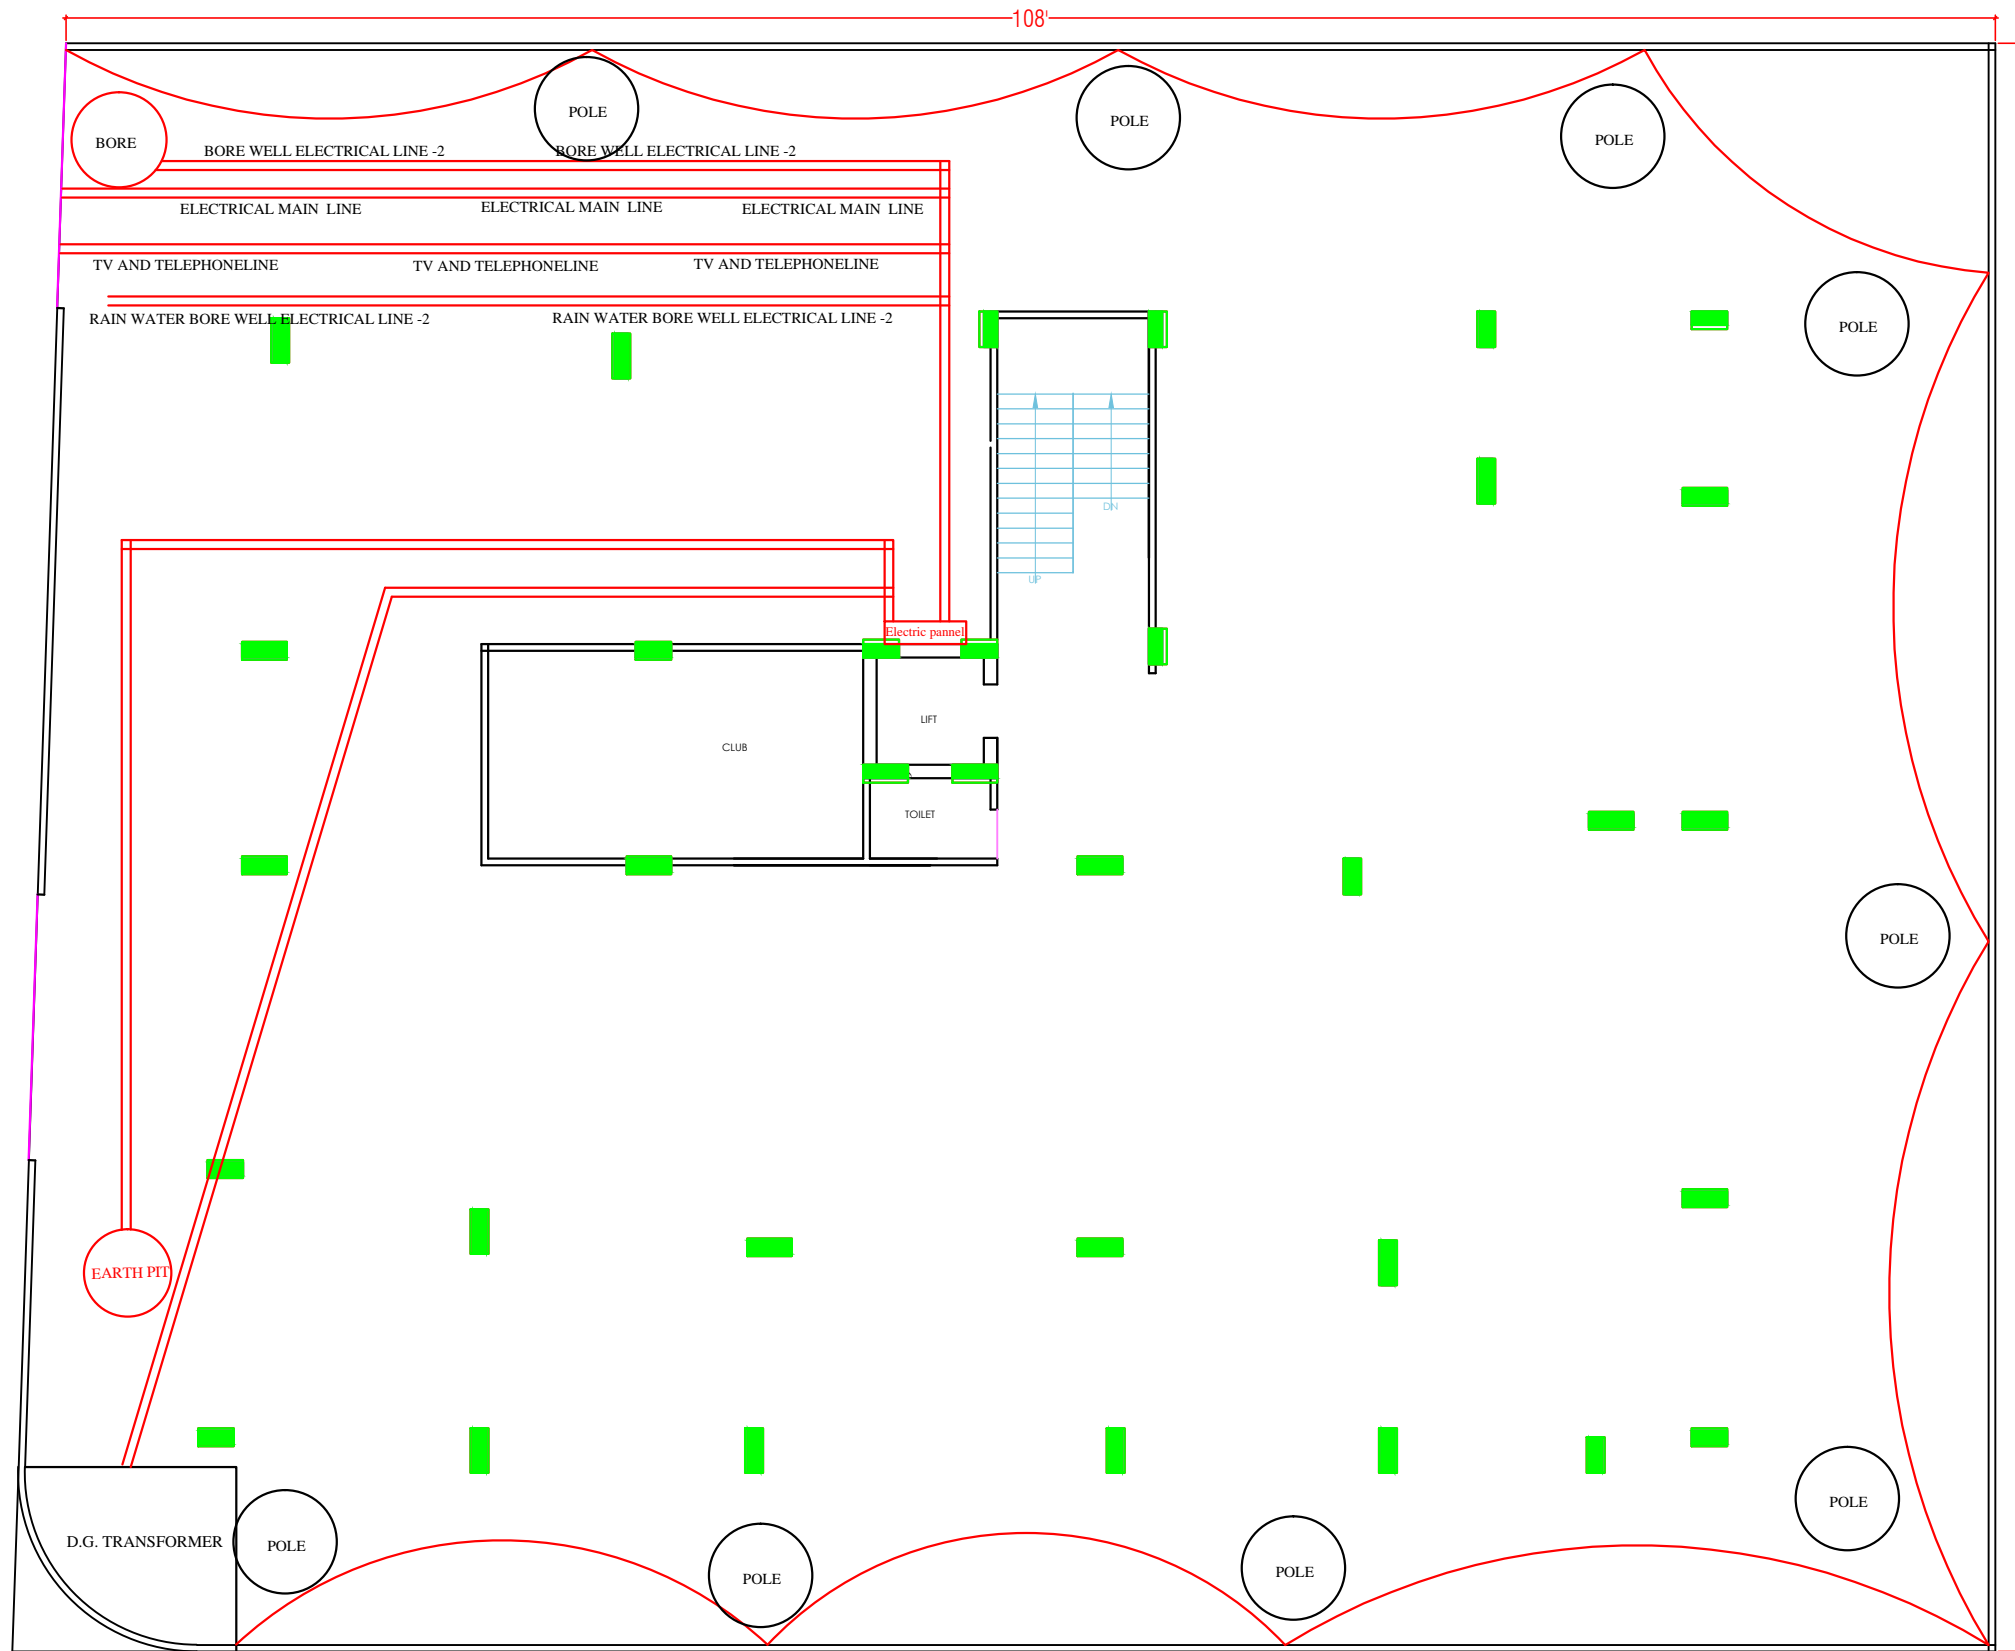 108'
POLE
POLE
POLE
BORE
BORE WELL ELECTRICAL LINE -2
BORE WELL ELECTRICAL LINE -2
ELECTRICAL MAIN  LINE
ELECTRICAL MAIN  LINE
ELECTRICAL MAIN  LINE
TV AND TELEPHONELINE
TV AND TELEPHONELINE
TV AND TELEPHONELINE
RAIN WATER BORE WELL ELECTRICAL LINE -2
RAIN WATER BORE WELL ELECTRICAL LINE -2
POLE
DN
UP
Electric pannel
LIFT
CLUB
TOILET
POLE
EARTH PIT
POLE
D.G. TRANSFORMER
POLE
POLE
POLE